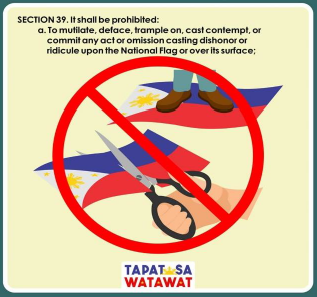 SECTION 39. It shall be prohibited:
a. To mutilate, deface, trample on, cast contempt, or
commit any act or omission casting dishonor or
ridicule upon the National Flag or over its surface;
TAPAT SA
WATAWAT